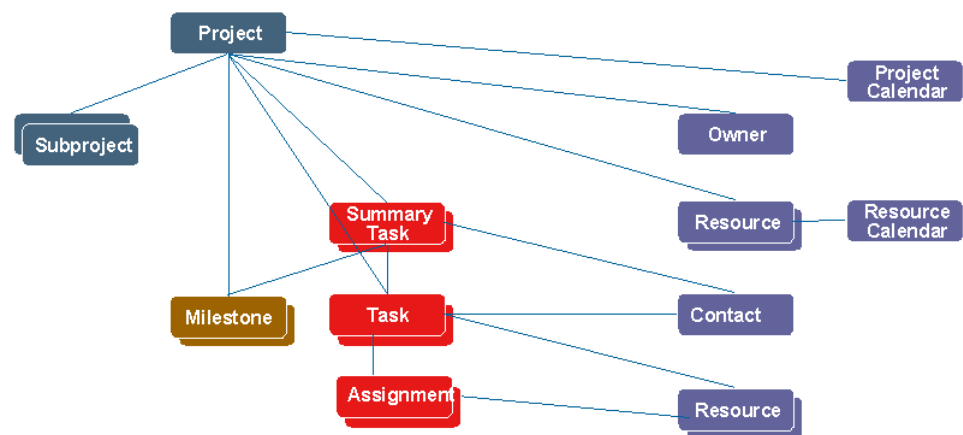 Project
Project
Calendar
Subproject
Owner
Summary
Task
Resource
Resource
Calendar
Milestone
Task
Contact
Assignment
Resource